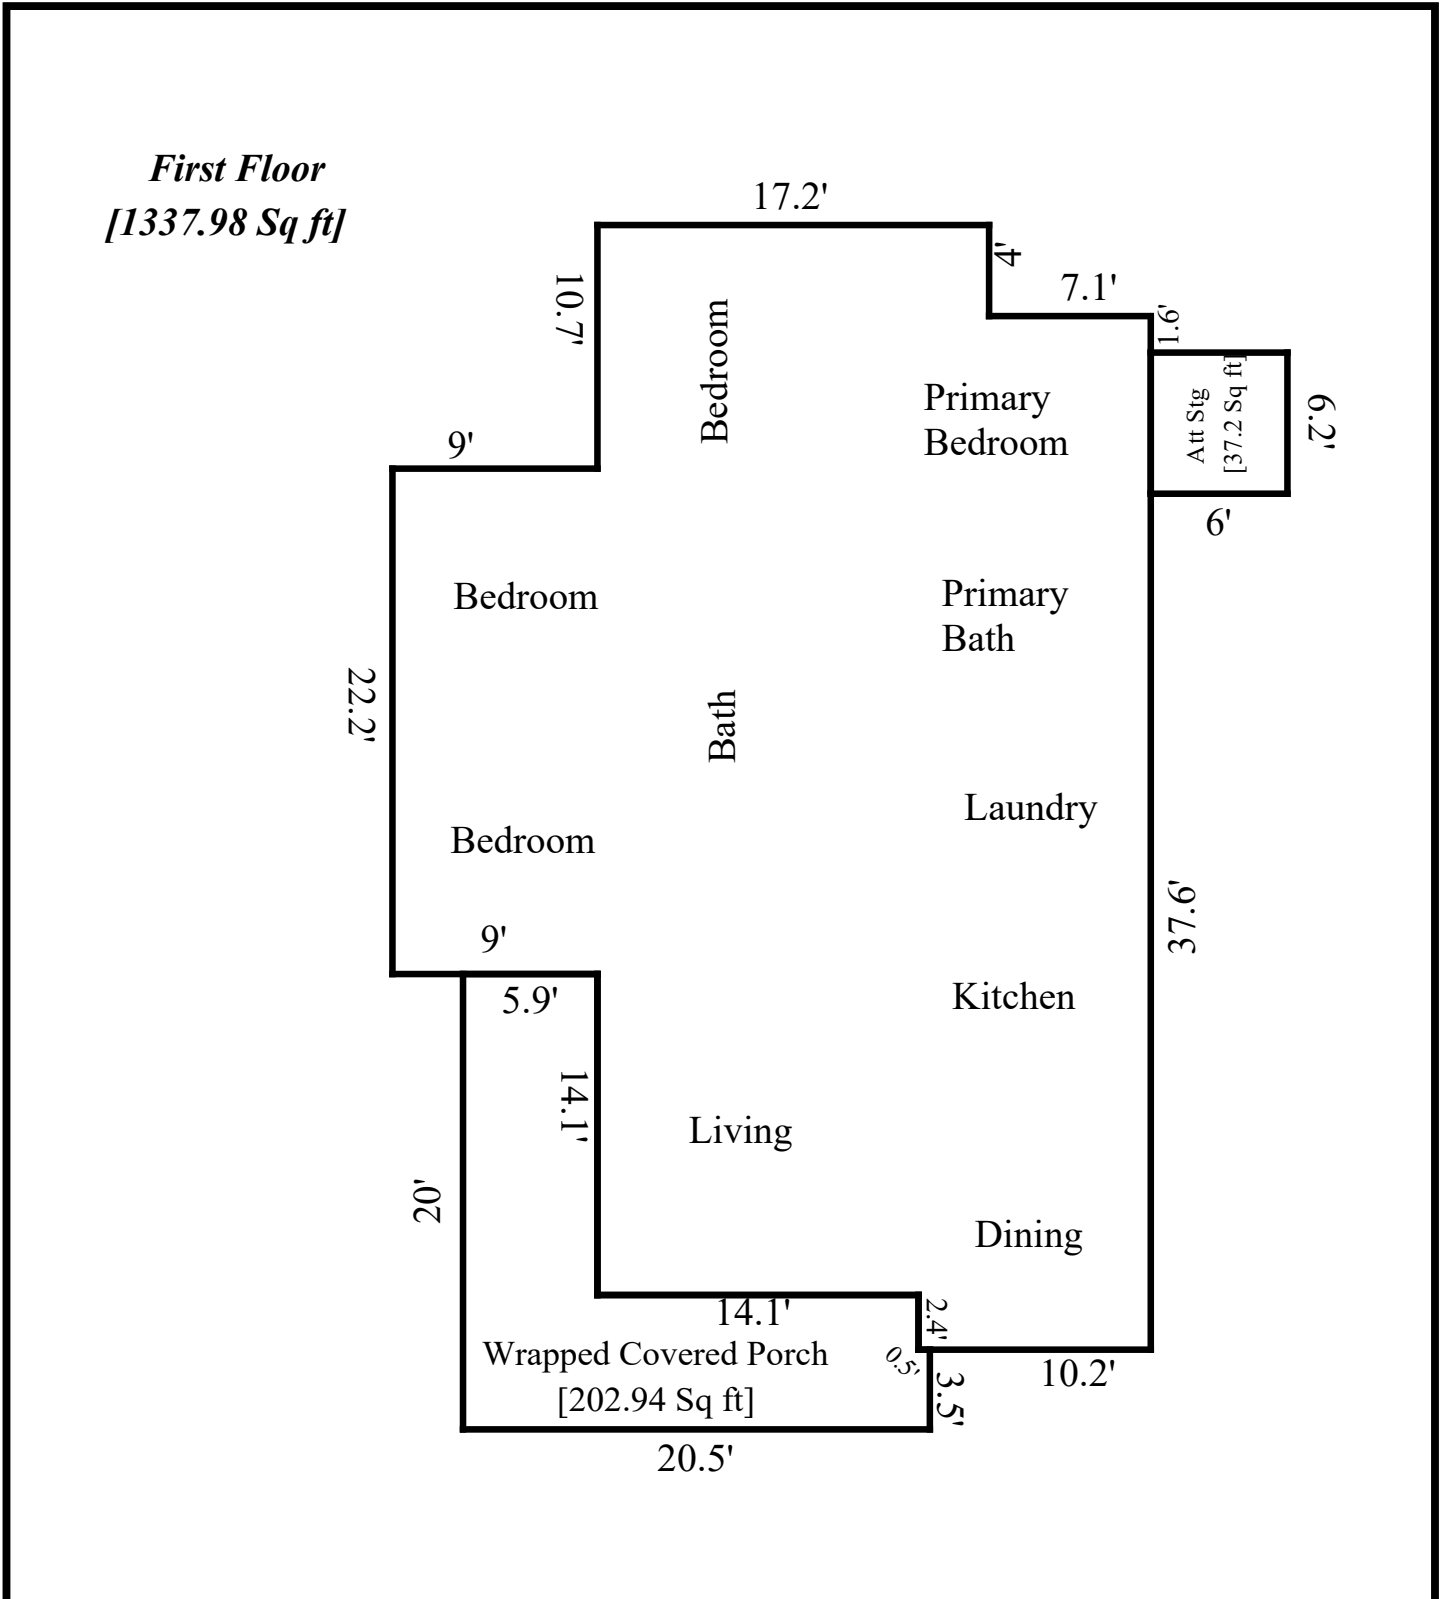 First Floor
[1337.98 Sq ft]
17.2'
4'
7.1'
10.7'
1.6'
Bedroom
Primary
Bedroom
Att Stg
[37.2 Sq ft]
6.2'
9'
6'
Bedroom
Primary
Bath
22.2'
Bath
Laundry
Bedroom
37.6'
9'
5.9'
Kitchen
14.1'
Living
20'
Dining
14.1'
2.4'
Wrapped Covered Porch
[202.94 Sq ft]
0.5'
3.5'
10.2'
20.5'